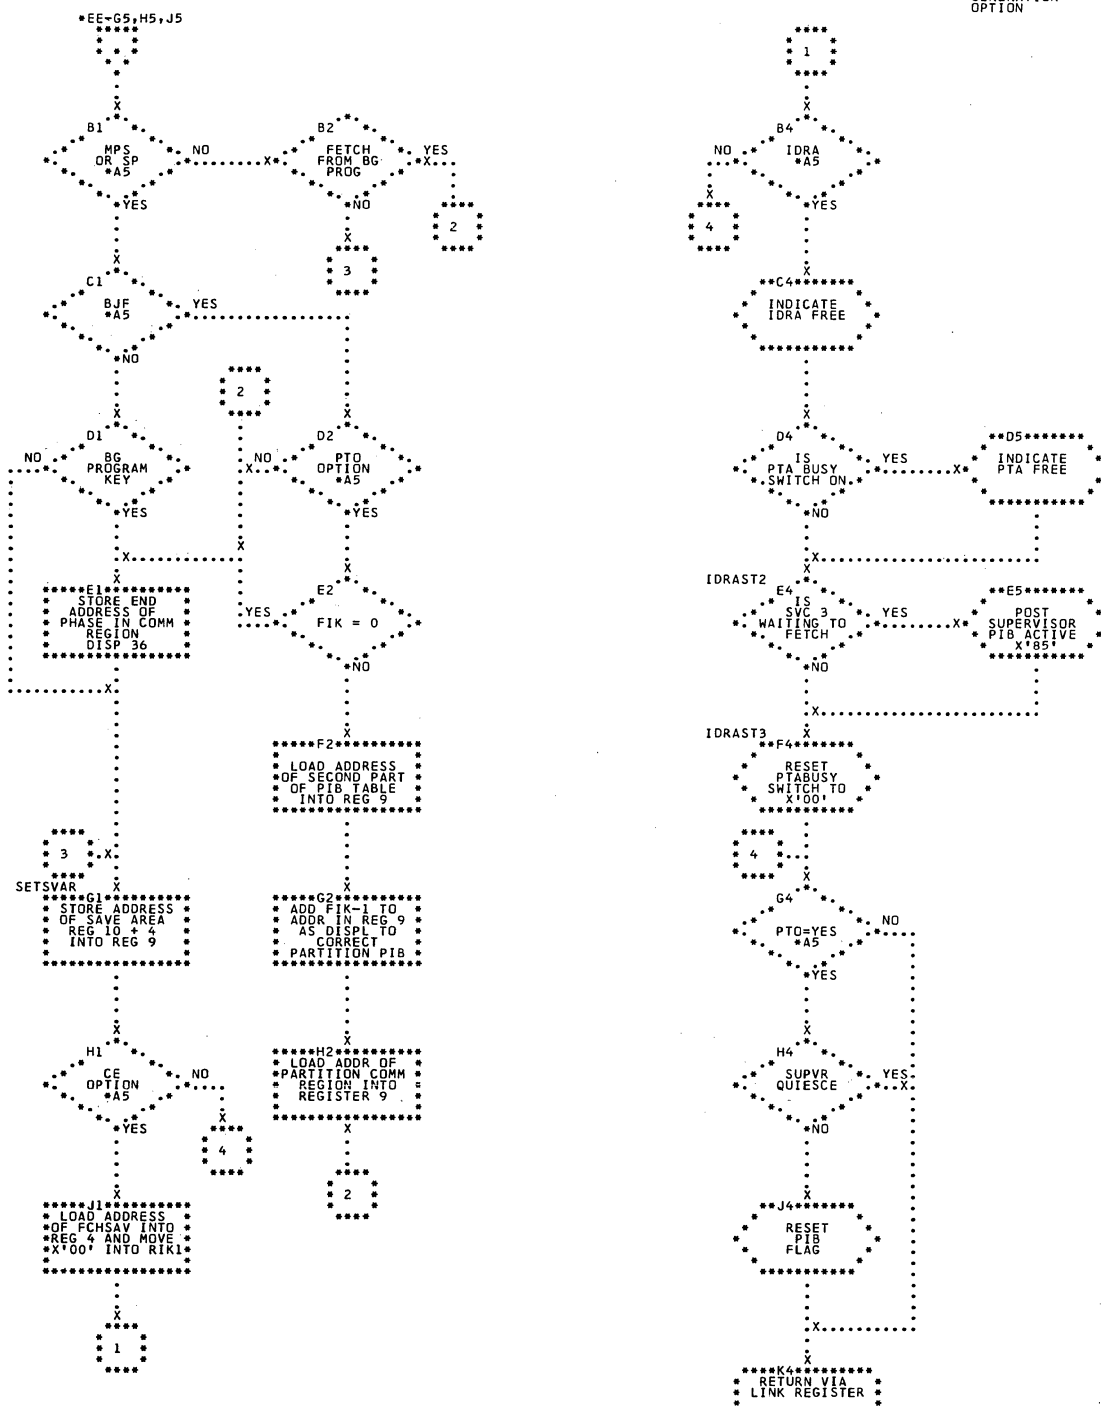 OPTION
*EE-G5,H5,J5
1
B1
MPS
OR SP
*A5
NO
YES
B2
FETCH
FROM BG
PROG
YES
NO
2
3
B4
IDRA
*A5
NO
YES
4
C1
BJF
*A5
YES
NO
C4
INDICATE
IDRA FREE
2
D1
BG
PROGRAM
KEY
NO
YES
D2
PTO
OPTION
*A5
NO
YES
D4
IS
PTA BUSY
SWITCH ON
YES
NO
D5
INDICATE
PTA FREE
E1
STORE END
ADDRESS OF
PHASE IN COMM
REGION
DISP 36
E2
FIK = 0
YES
NO
IDRAST2
E4
IS
SVC 3
WAITING TO
FETCH
YES
NO
E5
POST
SUPERVISOR
PIB ACTIVE
X'85'
F2
LOAD ADDRESS
OF SECOND PART
OF PIB TABLE
INTO REG 9
IDRAST3
F4
RESET
PTABUSY
SWITCH TO
X'00'
3
4
SETSVAR
G1
STORE ADDRESS
OF SAVE AREA
REG 10 + 4
INTO REG 9
G2
ADD FIK-1 TO
ADDR IN REG 9
AS DISPL TO
CORRECT
PARTITION PIB
G4
PTO=YES
*A5
NO
YES
H1
CE
OPTION
*A5
NO
YES
4
H2
LOAD ADDR OF
PARTITION COMM
REGION INTO
REGISTER 9
2
H4
SUPVR
QUIESCE
YES
NO
J1
LOAD ADDRESS
OF FCHSAV INTO
REG 4 AND MOVE
X'00' INTO RIK1
J4
RESET
PIB
FLAG
1
K4
RETURN VIA
LINK REGISTER